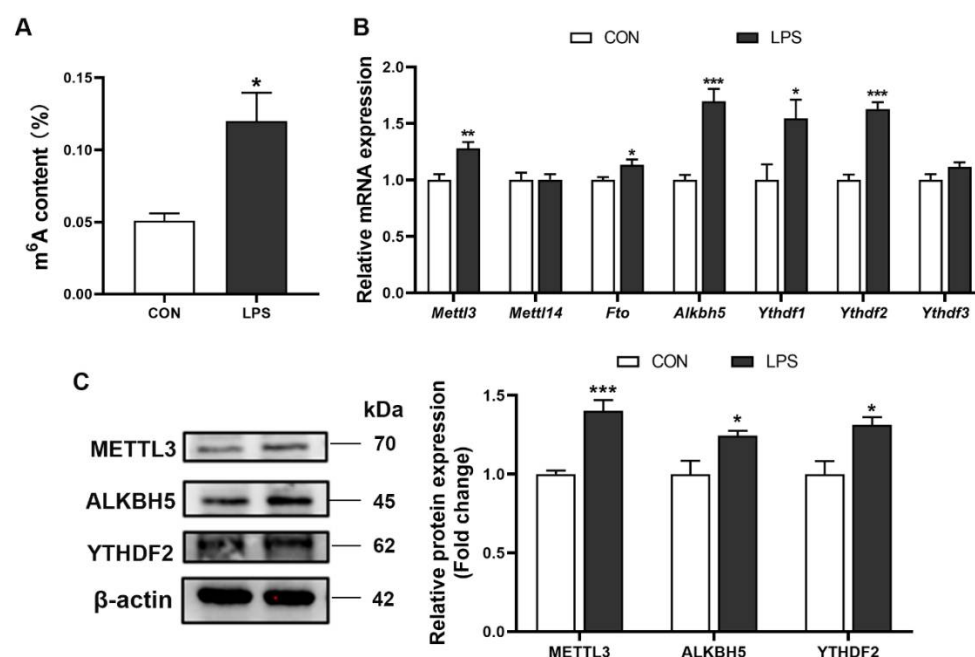 A
m⁶A content (%)
0.15
0.10
0.05
0.00
*
CON LPS
B
CON LPS
Relative mRNA expression
2.0
1.5
1.0
0.5
0.0
** * *** * ***
Mettl3 Mettl14 Fto Alkbh5 Ythdf1 Ythdf2 Ythdf3
C
kDa
METTL3 70
ALKBH5 45
YTHDF2 62
β-actin 42
CON LPS
Relative protein expression
(Fold change)
1.5
1.0
0.5
0.0
*** * *
METTL3 ALKBH5 YTHDF2